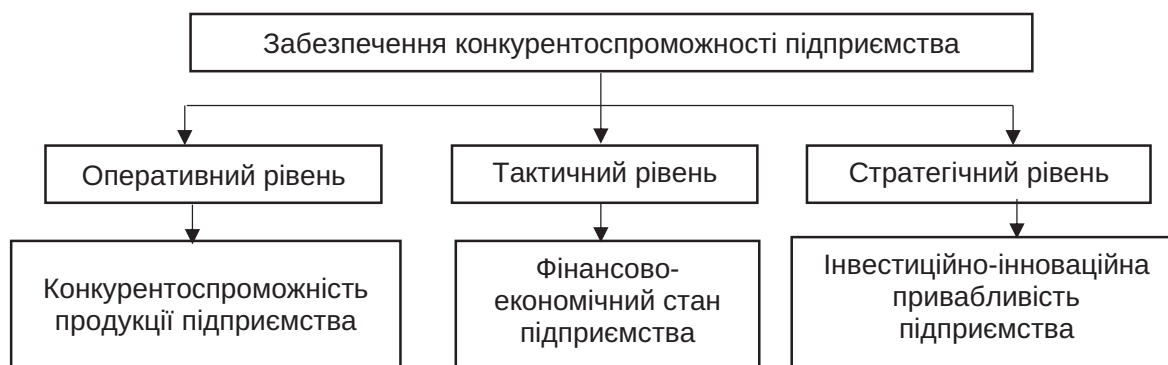 Забезпечення конкурентоспроможності підприємства
Оперативний рівень
Тактичний рівень
Стратегічний рівень
Конкурентоспроможність
продукції підприємства
Фінансово-
економічний стан
підприємства
Інвестиційно-інноваційна
привабливість
підприємства